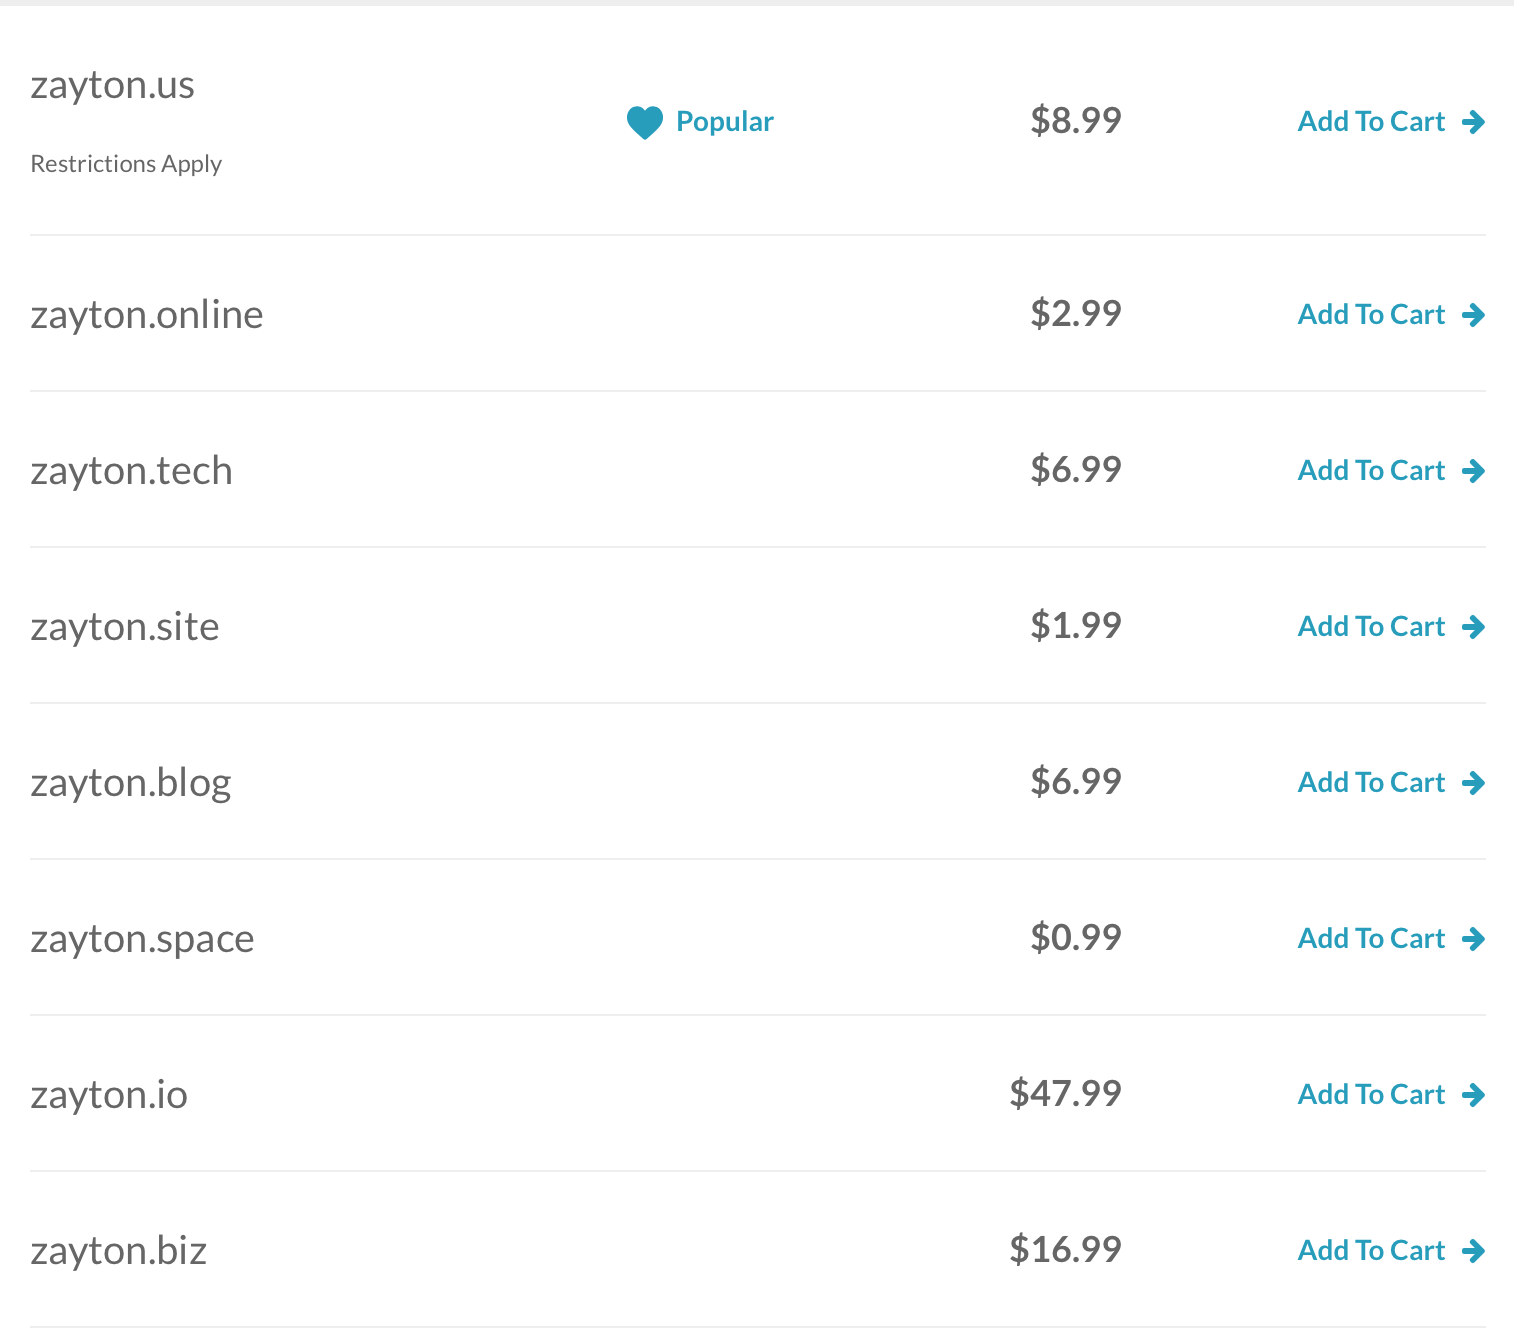 zayton.us
Popular
$8.99
Add To Cart
Restrictions Apply
zayton.online
$2.99
Add To Cart
zayton.tech
$6.99
Add To Cart
zayton.site
$1.99
Add To Cart
zayton.blog
$6.99
Add To Cart
zayton.space
$0.99
Add To Cart
zayton.io
$47.99
Add To Cart
zayton.biz
$16.99
Add To Cart